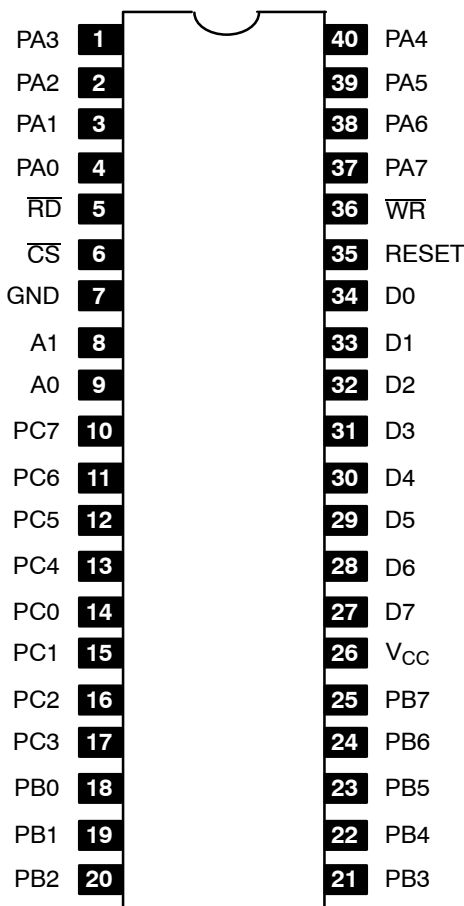 PA3 1 40 PA4
PA2 2 39 PA5
PA1 3 38 PA6
PA0 4 37 PA7
R̅D̅ 5 36 W̅R̅
C̅S̅ 6 35 RESET
GND 7 34 D0
A1 8 33 D1
A0 9 32 D2
PC7 10 31 D3
PC6 11 30 D4
PC5 12 29 D5
PC4 13 28 D6
PC0 14 27 D7
PC1 15 26 VCC
PC2 16 25 PB7
PC3 17 24 PB6
PB0 18 23 PB5
PB1 19 22 PB4
PB2 20 21 PB3